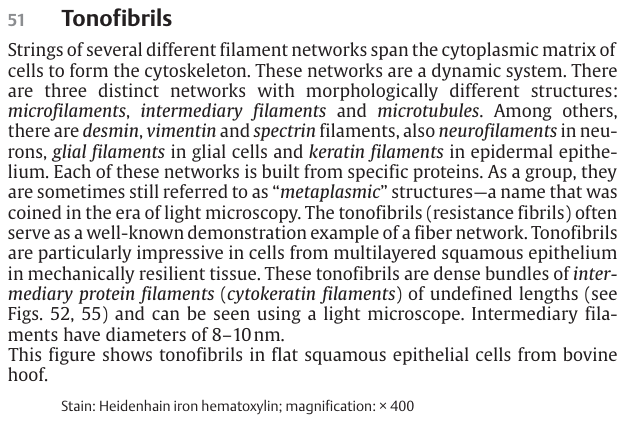 51 Tonofibrils
Strings of several different filament networks span the cytoplasmic matrix of
cells to form the cytoskeleton. These networks are a dynamic system. There
are three distinct networks with morphologically different structures:
microfilaments, intermediary filaments and microtubules. Among others,
there are desmin, vimentin and spectrin filaments, also neurofilaments in neu-
rons, glial filaments in glial cells and keratin filaments in epidermal epithe-
lium. Each of these networks is built from specific proteins. As a group, they
are sometimes still referred to as “metaplasmic” structures—a name that was
coined in the era of light microscopy. The tonofibrils (resistance fibrils) often
serve as a well-known demonstration example of a fiber network. Tonofibrils
are particularly impressive in cells from multilayered squamous epithelium
in mechanically resilient tissue. These tonofibrils are dense bundles of inter-
mediary protein filaments (cytokeratin filaments) of undefined lengths (see
Figs. 52, 55) and can be seen using a light microscope. Intermediary fila-
ments have diameters of 8–10 nm.
This figure shows tonofibrils in flat squamous epithelial cells from bovine
hoof.
Stain: Heidenhain iron hematoxylin; magnification: × 400